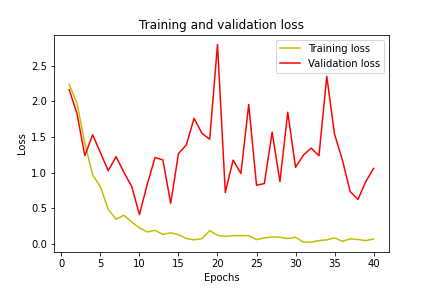 Training and validation loss
Training loss
Validation loss
2.5
2.0
1.5
1.0
0.5
0.0
Loss
0 5 10 15 20 25 30 35 40
Epochs